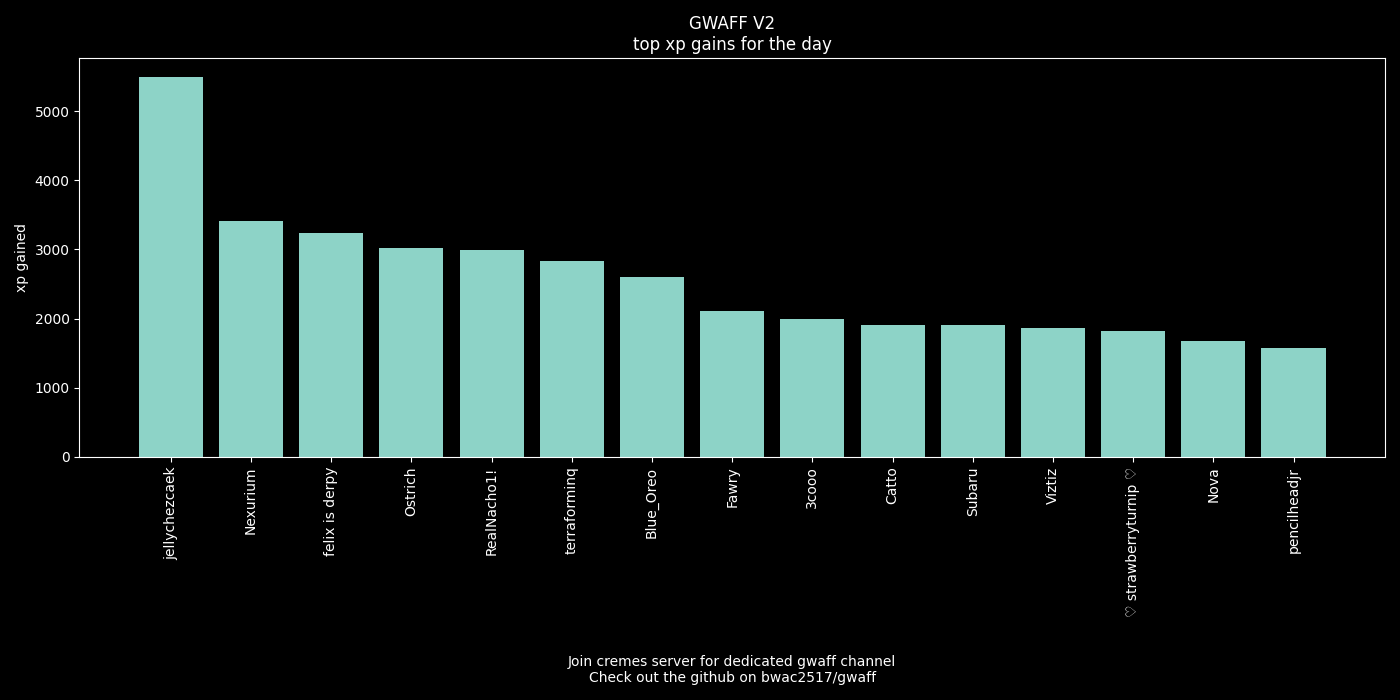 GWAFF V2
top xp gains for the day
xp gained
5000
4000
3000
2000
1000
0
jellychezcaek
Nexurium
felix is derpy
Ostrich
RealNacho1!
terraforminq
Blue_Oreo
Fawry
3cooo
Catto
Subaru
Viztiz
♡ strawberryturnip ♡
Nova
pencilheadjr
Join cremes server for dedicated gwaff channel
Check out the github on bwac2517/gwaff